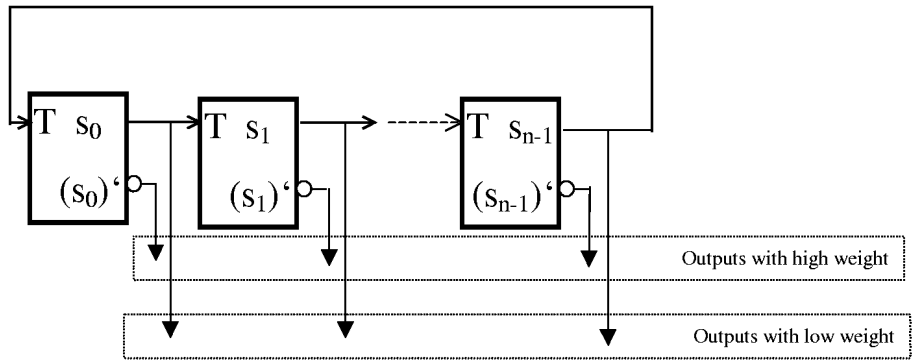 T s0 T s1 T sn-1
(s0)‘ (s1)‘ (sn-1)‘
Outputs with high weight
Outputs with low weight